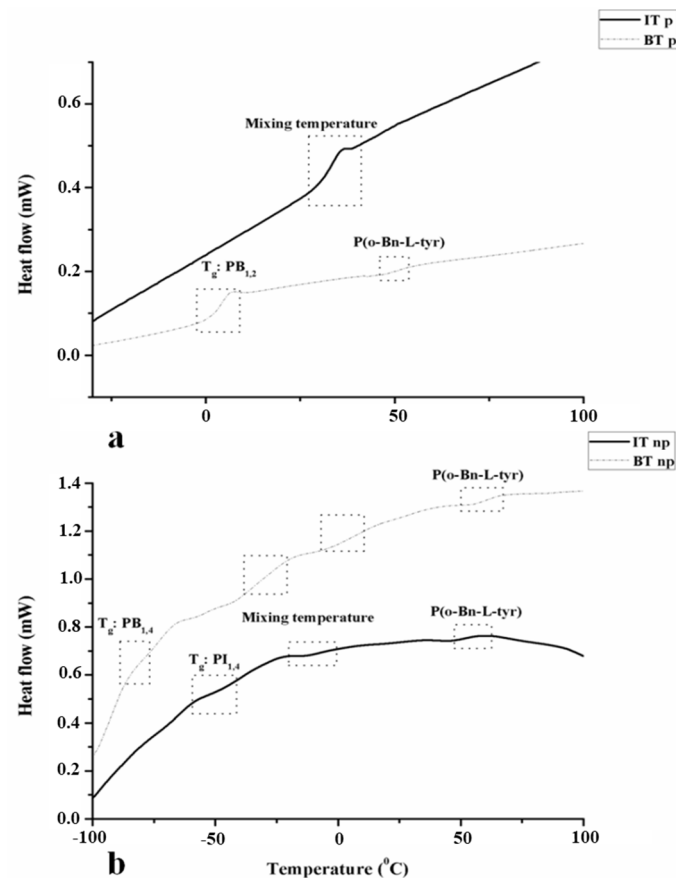 IT p
BT p
0.6
Mixing temperature
0.4
P(o-Bn-L-tyr)
Tg: PB1,2
0.2
0.0
Heat flow (mW)
0
50
100
a
IT np
BT np
1.4
P(o-Bn-L-tyr)
1.2
1.0
Mixing temperature
P(o-Bn-L-tyr)
0.8
Tg: PB1,4
Tg: PI1,4
0.6
0.4
0.2
0.0
Heat flow (mW)
-100
-50
0
50
100
b
Temperature (⁰C)